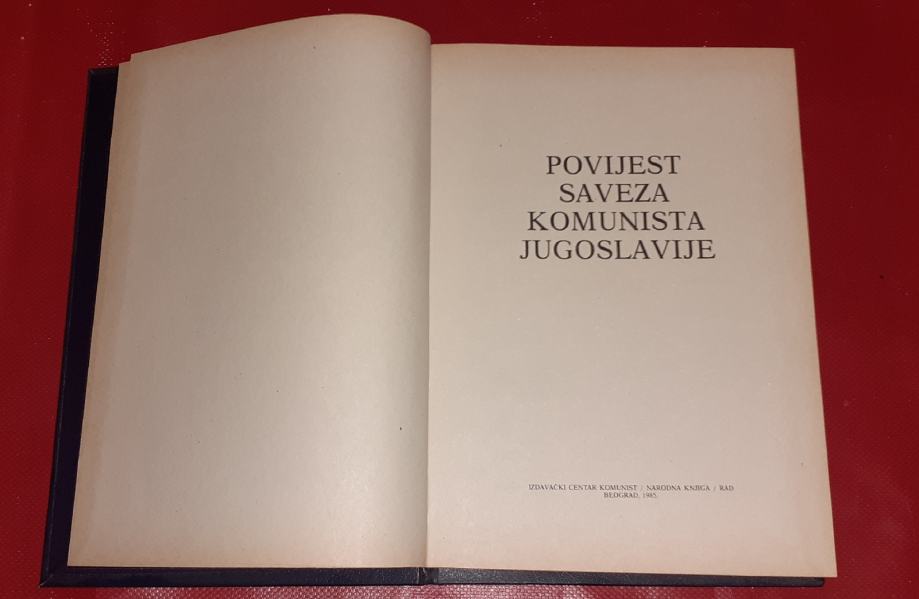 POVIJEST
SAVEZA
KOMUNISTA
JUGOSLAVIJE
IZDAVAČKI CENTAR KOMUNIST / NARODNA KNJIGA / RAD
BEOGRAD, 1985.